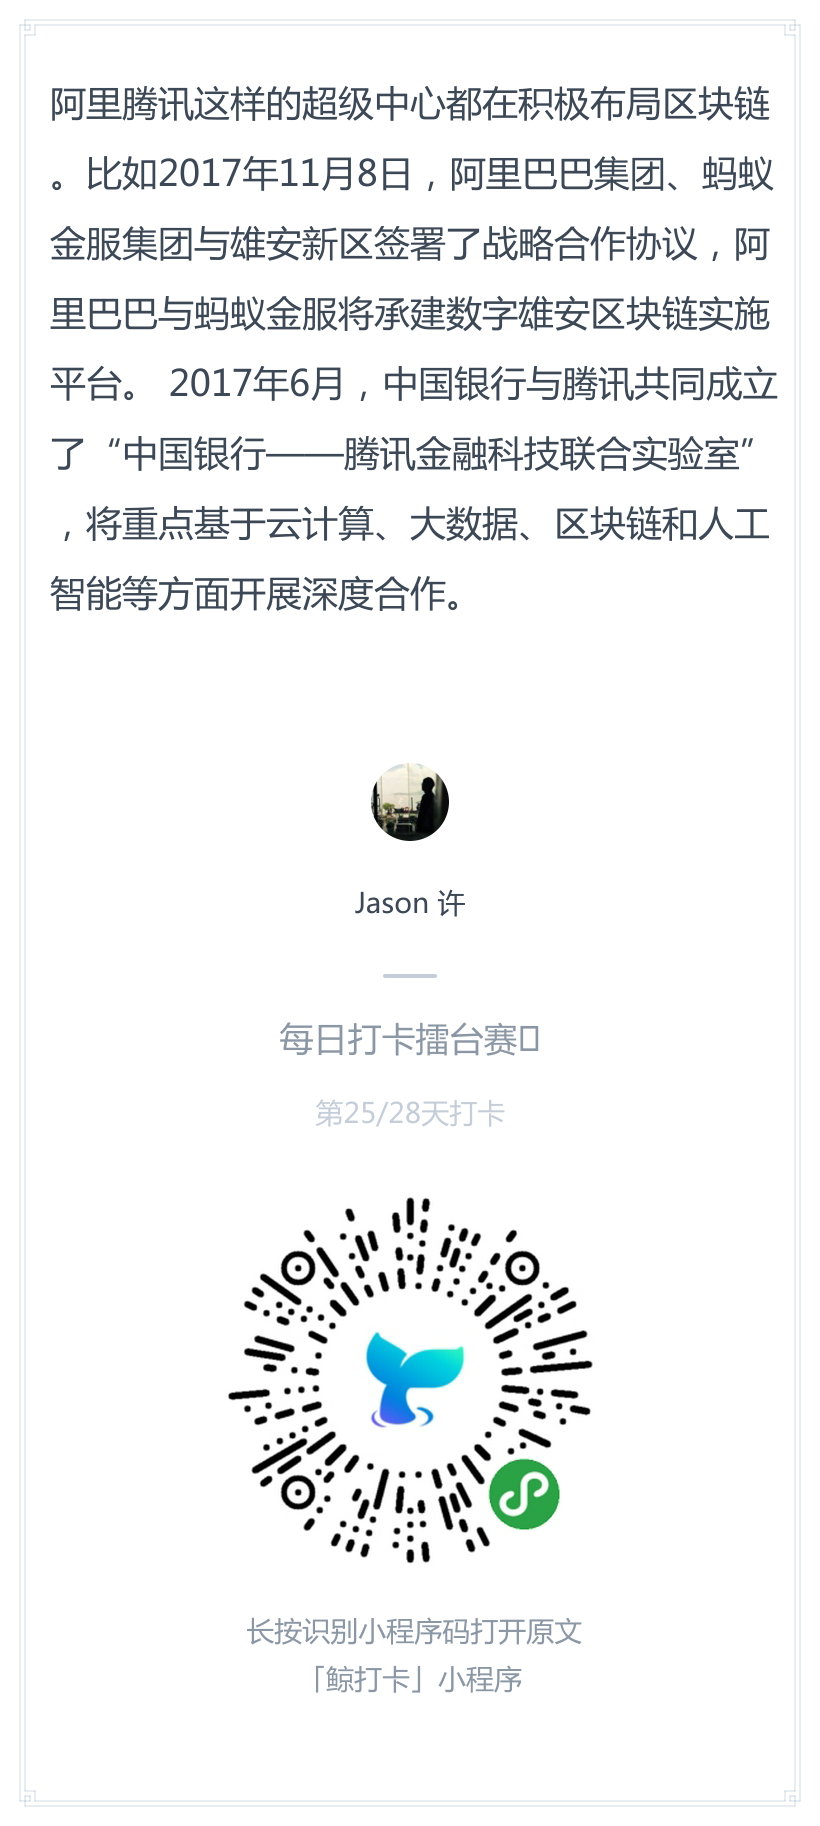 阿里腾讯这样的超级中心都在积极布局区块链
。比如2017年11月8日，阿里巴巴集团、蚂蚁
金服集团与雄安新区签署了战略合作协议，阿
里巴巴与蚂蚁金服将承建数字雄安区块链实施
平台。 2017年6月，中国银行与腾讯共同成立
了“中国银行——腾讯金融科技联合实验室”
，将重点基于云计算、大数据、区块链和人工
智能等方面开展深度合作。
Jason 许
每日打卡擂台赛
第25/28天打卡
长按识别小程序码打开原文
「鲸打卡」小程序